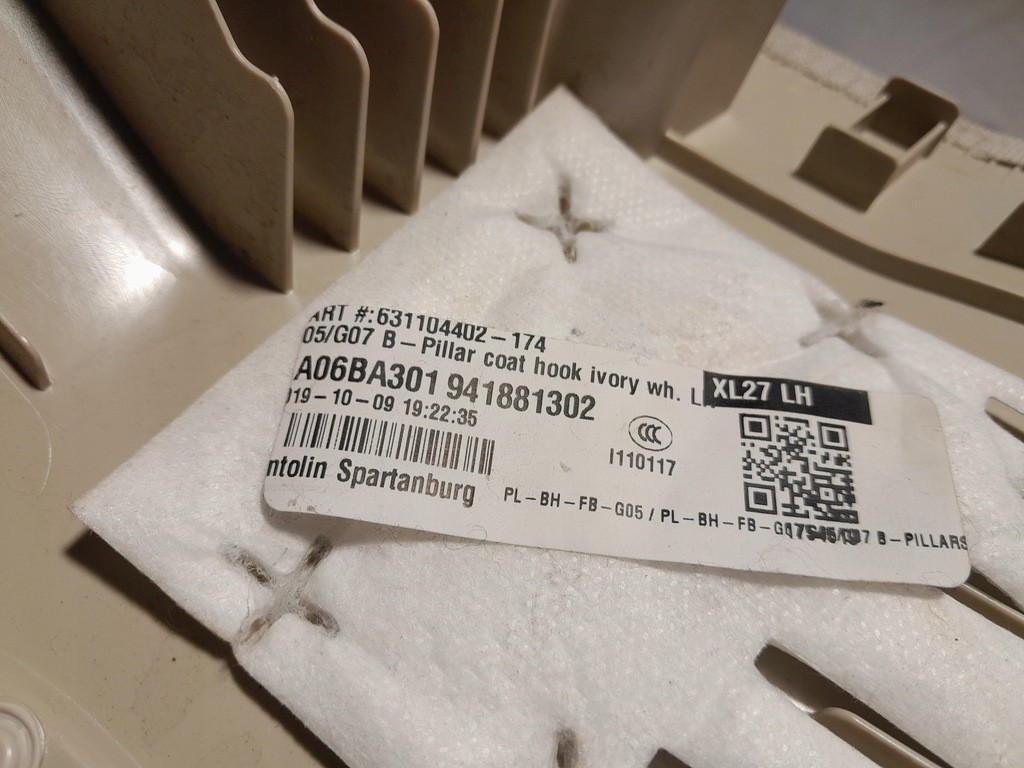 ART #:631104402-174
05/G07 B-Pillar coat hook ivory wh. L
XL27 LH
A06BA301 941881302
019-10-09 19:22:35
I110117
ntolin Spartanburg
PL-BH-FB-G05 / PL-BH-FB-G07 B-PILLARS